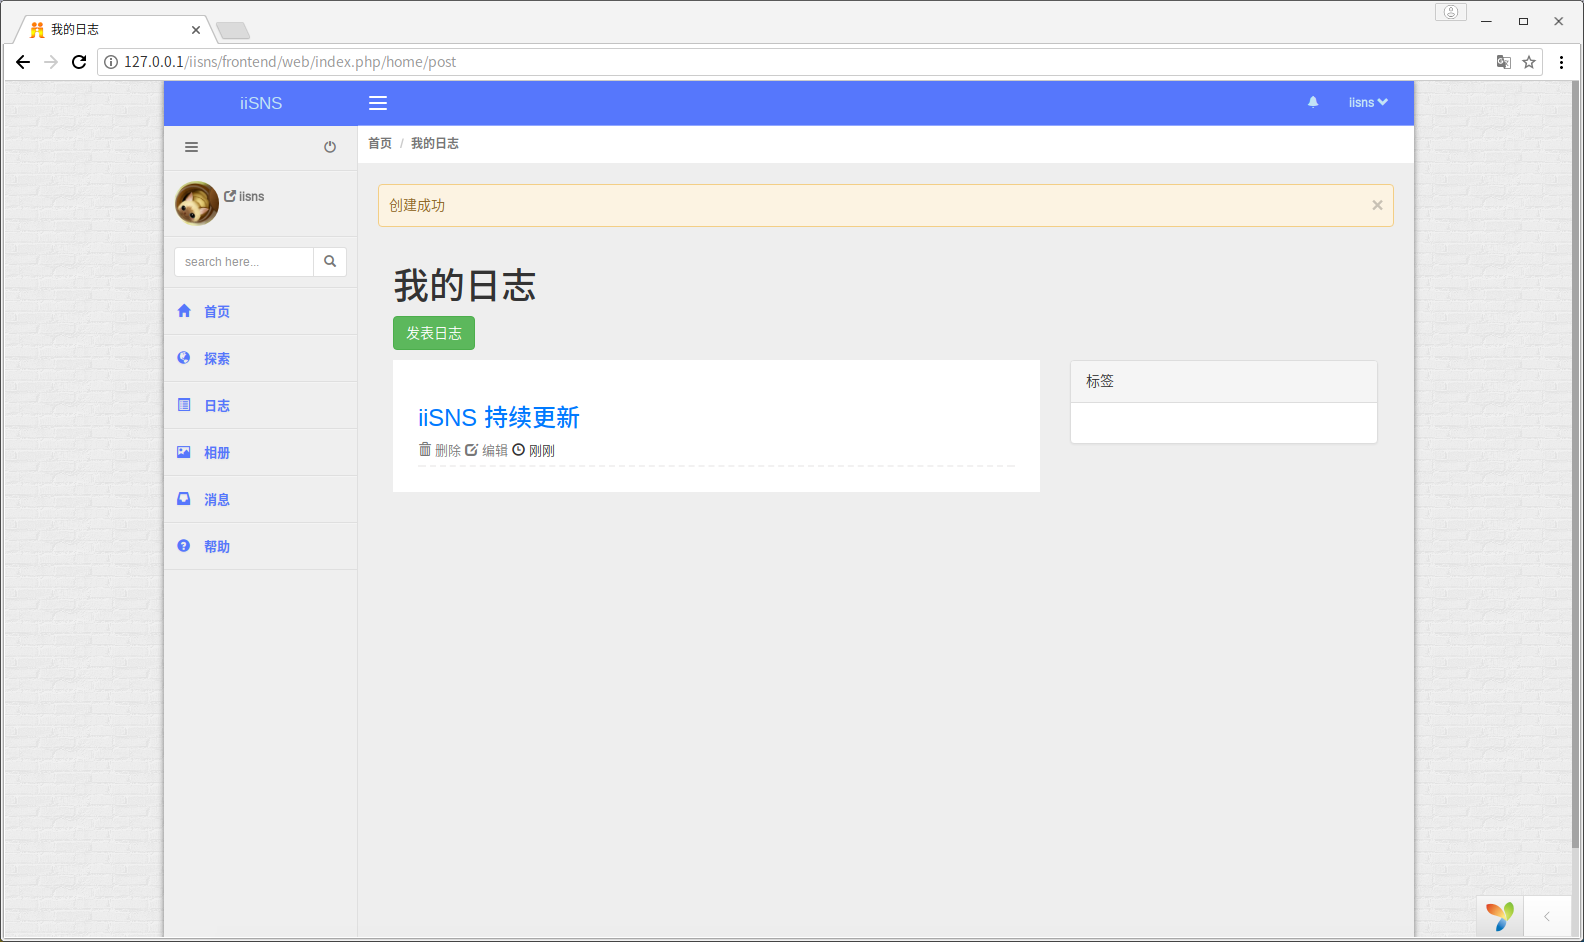 我的日志
127.0.0.1/iisns/frontend/web/index.php/home/post
iiSNS
iisns
首页 / 我的日志
iisns
创建成功 ×
search here...
我的日志
发表日志
首页
探索
日志
相册
消息
帮助
iiSNS 持续更新
删除 编辑 刚刚
标签